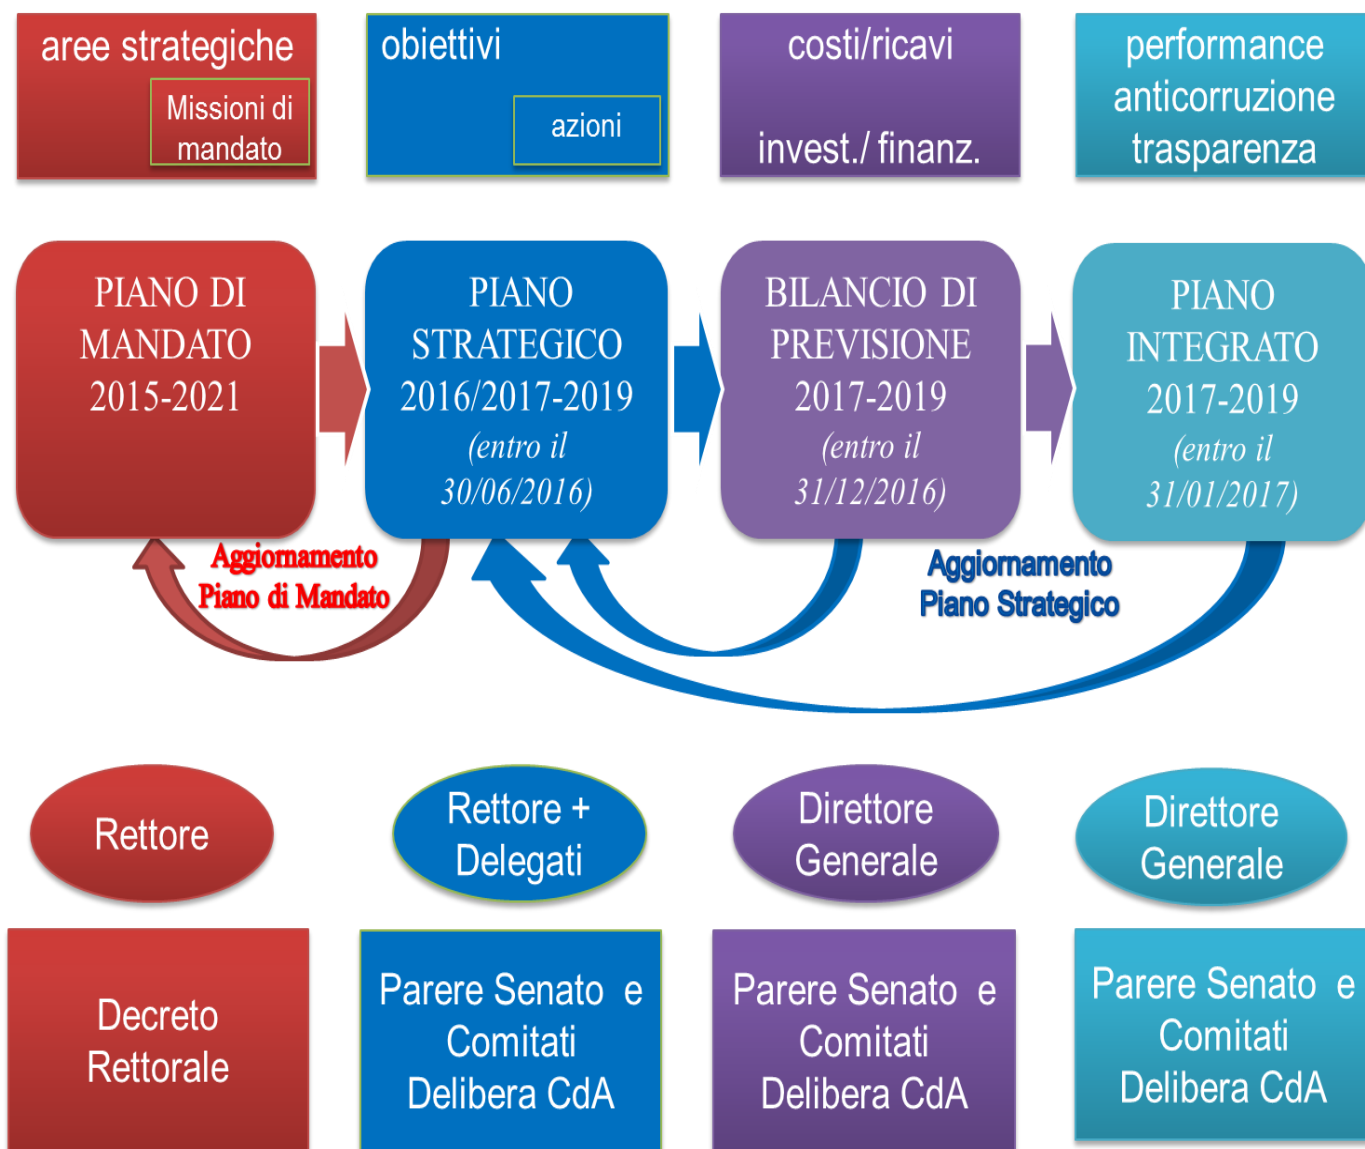 aree strategiche
Missioni di
mandato
obiettivi
azioni
costi/ricavi
invest./ finanz.
performance
anticorruzione
trasparenza
PIANO DI
MANDATO
2015-2021
PIANO
STRATEGICO
2016/2017-2019
(entro il
30/06/2016)
BILANCIO DI
PREVISIONE
2017-2019
(entro il
31/12/2016)
PIANO
INTEGRATO
2017-2019
(entro il
31/01/2017)
Aggiornamento
Piano di Mandato
Aggiornamento
Piano Strategico
Rettore
Rettore +
Delegati
Direttore
Generale
Direttore
Generale
Decreto
Rettorale
Parere Senato e
Comitati
Delibera CdA
Parere Senato e
Comitati
Delibera CdA
Parere Senato e
Comitati
Delibera CdA